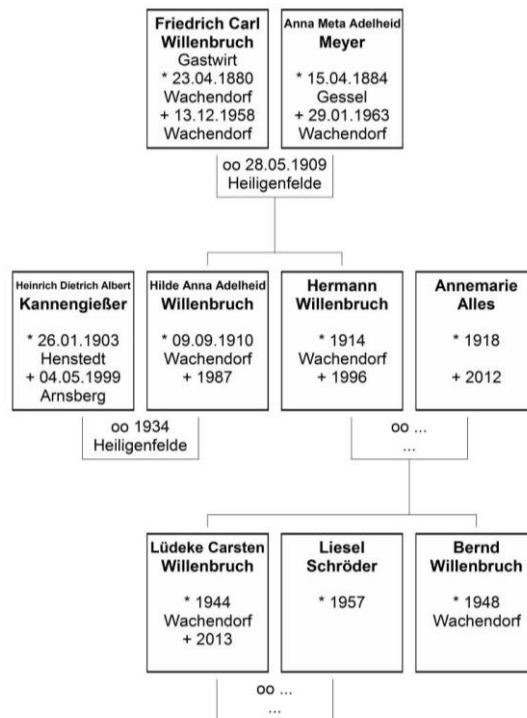 Friedrich Carl
Willenbruch
Gastwirt
* 23.04.1880
Wachendorf
+ 13.12.1958
Wachendorf
Anna Meta Adelheid
Meyer
* 15.04.1884
Gessel
+ 29.01.1963
Wachendorf
oo 28.05.1909
Heiligenfelde
Heinrich Dietrich Albert
Kannengießer
* 26.01.1903
Henstedt
+ 04.05.1999
Arnsberg
Hilde Anna Adelheid
Willenbruch
* 09.09.1910
Wachendorf
+ 1987
Hermann
Willenbruch
* 1914
Wachendorf
+ 1996
Annemarie
Alles
* 1918
+ 2012
oo 1934
Heiligenfelde
oo ...
...
Lüdeke Carsten
Willenbruch
* 1944
Wachendorf
+ 2013
Liesel
Schröder
* 1957
Bernd
Willenbruch
* 1948
Wachendorf
oo ...
...